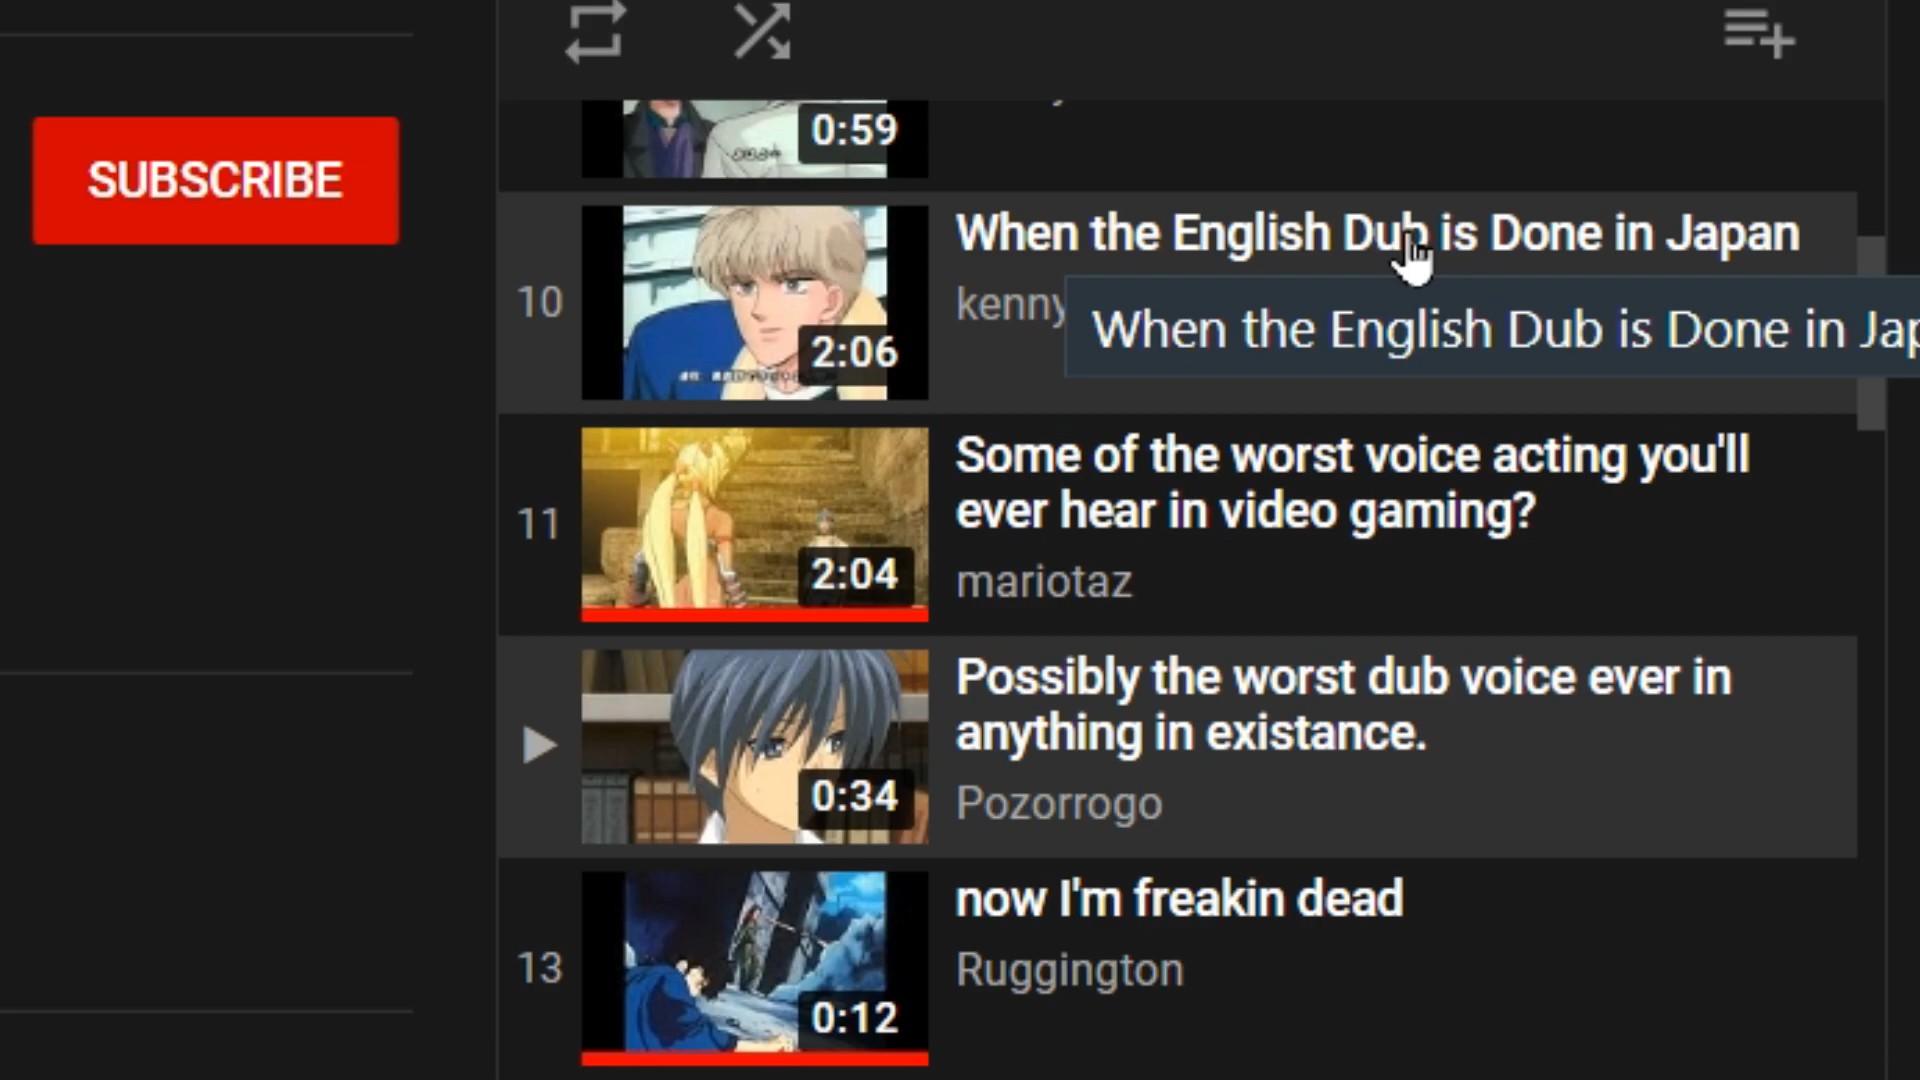 SUBSCRIBE
0:59
10
2:06
When the English Dub is Done in Japan
kenny
When the English Dub is Done in Jap
11
2:04
Some of the worst voice acting you'll
ever hear in video gaming?
mariotaz
0:34
Possibly the worst dub voice ever in
anything in existance.
Pozorrogo
13
0:12
now I'm freakin dead
Ruggington